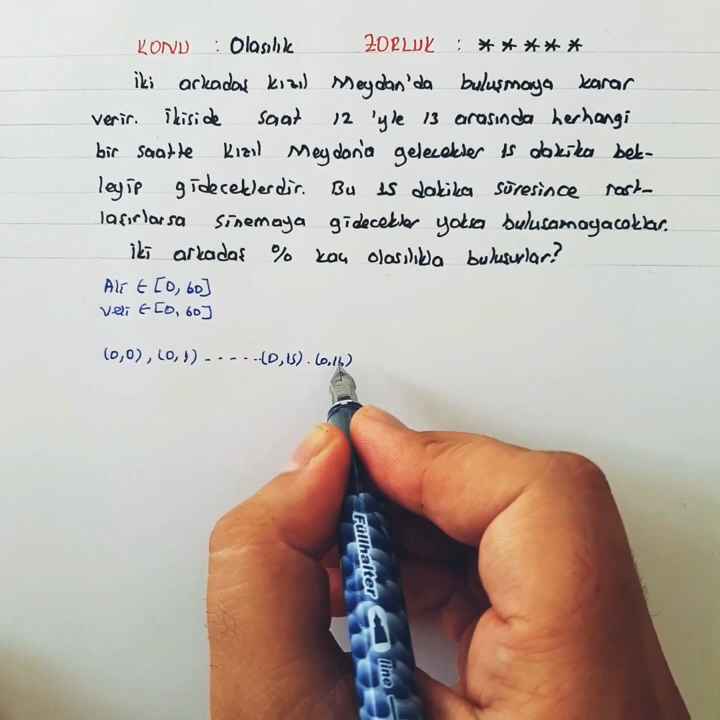 KONU : Olasılık ZORLUK : * * * * *
İki arkadaş Kızıl Meydan'da buluşmaya karar
verir. İkiside saat 12 'yle 13 arasında herhangi
bir saatte Kızıl Meydan'a gelecekler 15 dakika bek-
leyip gideceklerdir. Bu 15 dakika süresince rast-
laşırlarsa sinemaya gidecekler yoksa buluşamayacaklar.
İki arkadaş % kaç olasılıkla buluşurlar?
Ali ∈ [0, 60]
Veli ∈ [0, 60]
(0,0), (0,1) ------ (0,15). (0,16)
Füllhalter
line